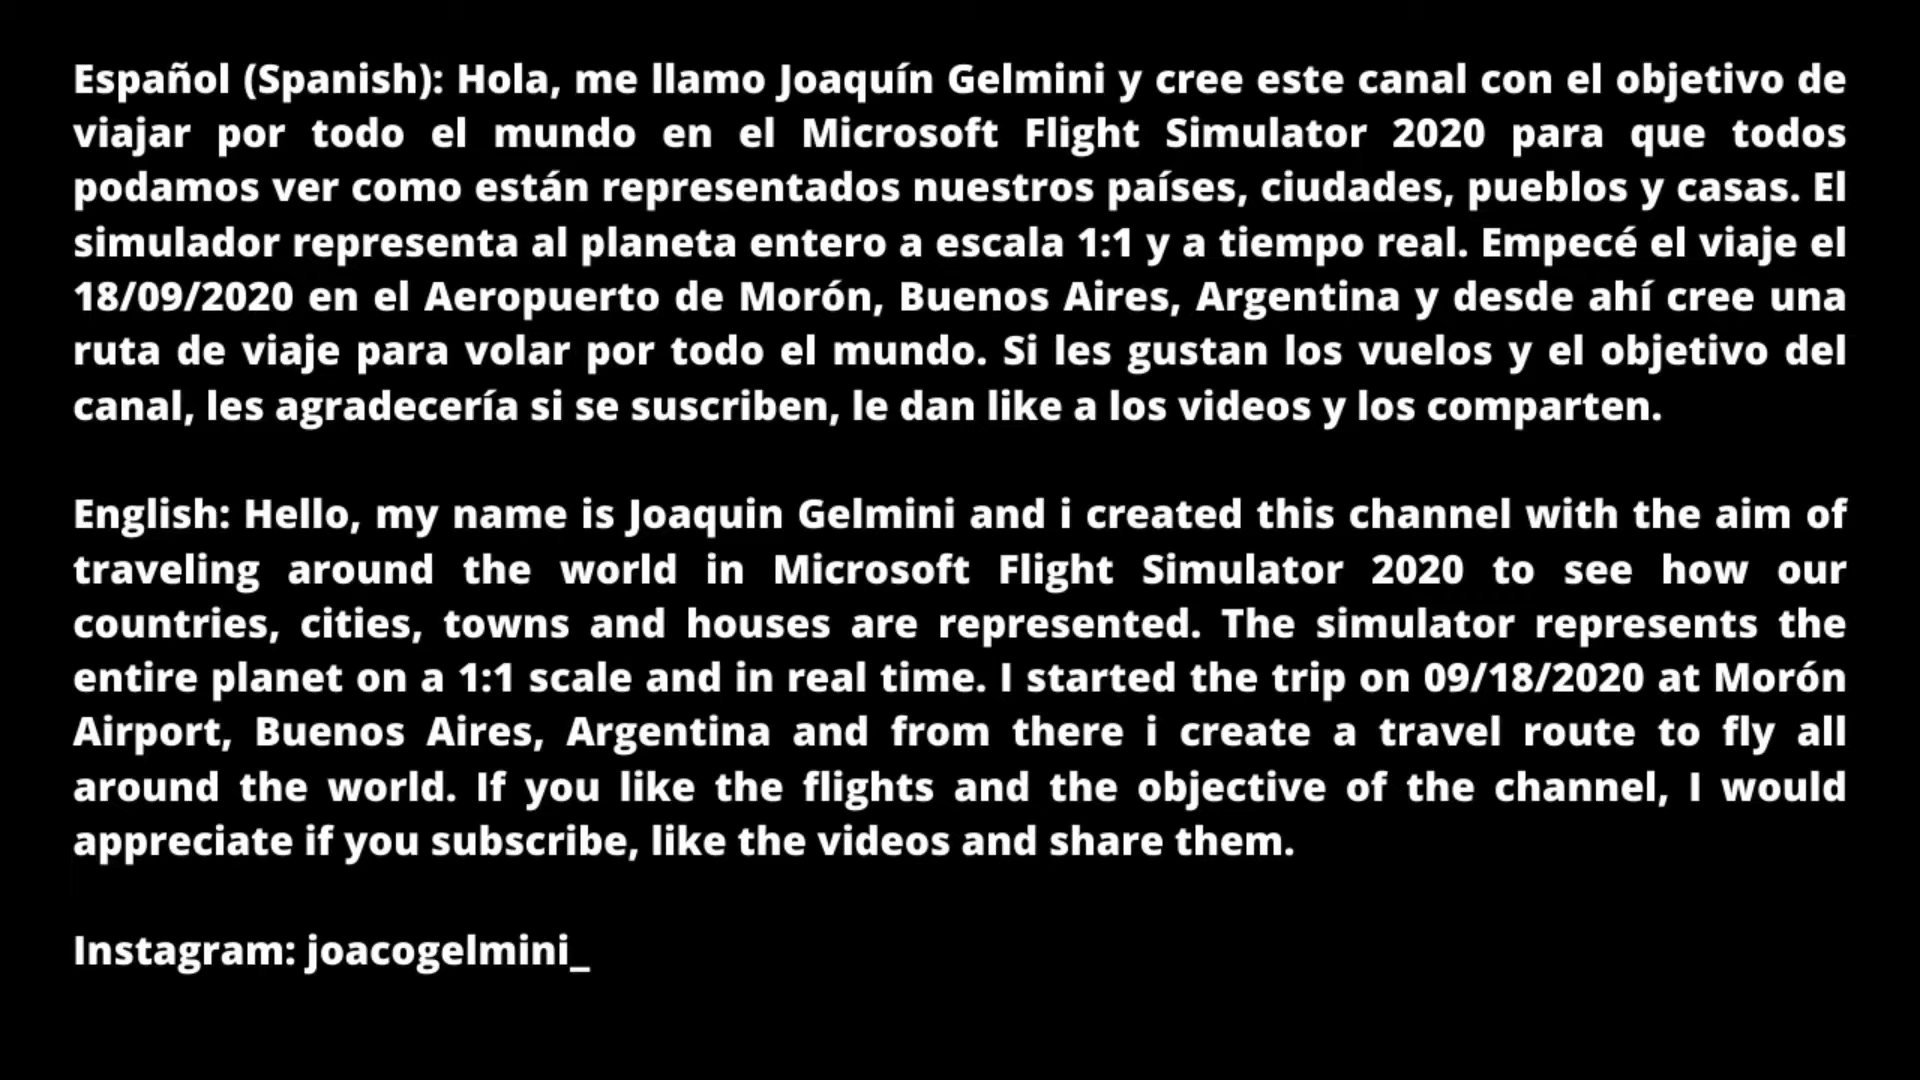 Español (Spanish): Hola, me llamo Joaquín Gelmini y cree este canal con el objetivo de
viajar por todo el mundo en el Microsoft Flight Simulator 2020 para que todos
podamos ver como están representados nuestros países, ciudades, pueblos y casas. El
simulador representa al planeta entero a escala 1:1 y a tiempo real. Empecé el viaje el
18/09/2020 en el Aeropuerto de Morón, Buenos Aires, Argentina y desde ahí cree una
ruta de viaje para volar por todo el mundo. Si les gustan los vuelos y el objetivo del
canal, les agradecería si se suscriben, le dan like a los videos y los comparten.
English: Hello, my name is Joaquin Gelmini and i created this channel with the aim of
traveling around the world in Microsoft Flight Simulator 2020 to see how our
countries, cities, towns and houses are represented. The simulator represents the
entire planet on a 1:1 scale and in real time. I started the trip on 09/18/2020 at Morón
Airport, Buenos Aires, Argentina and from there i create a travel route to fly all
around the world. If you like the flights and the objective of the channel, I would
appreciate if you subscribe, like the videos and share them.
Instagram: joacogelmini_